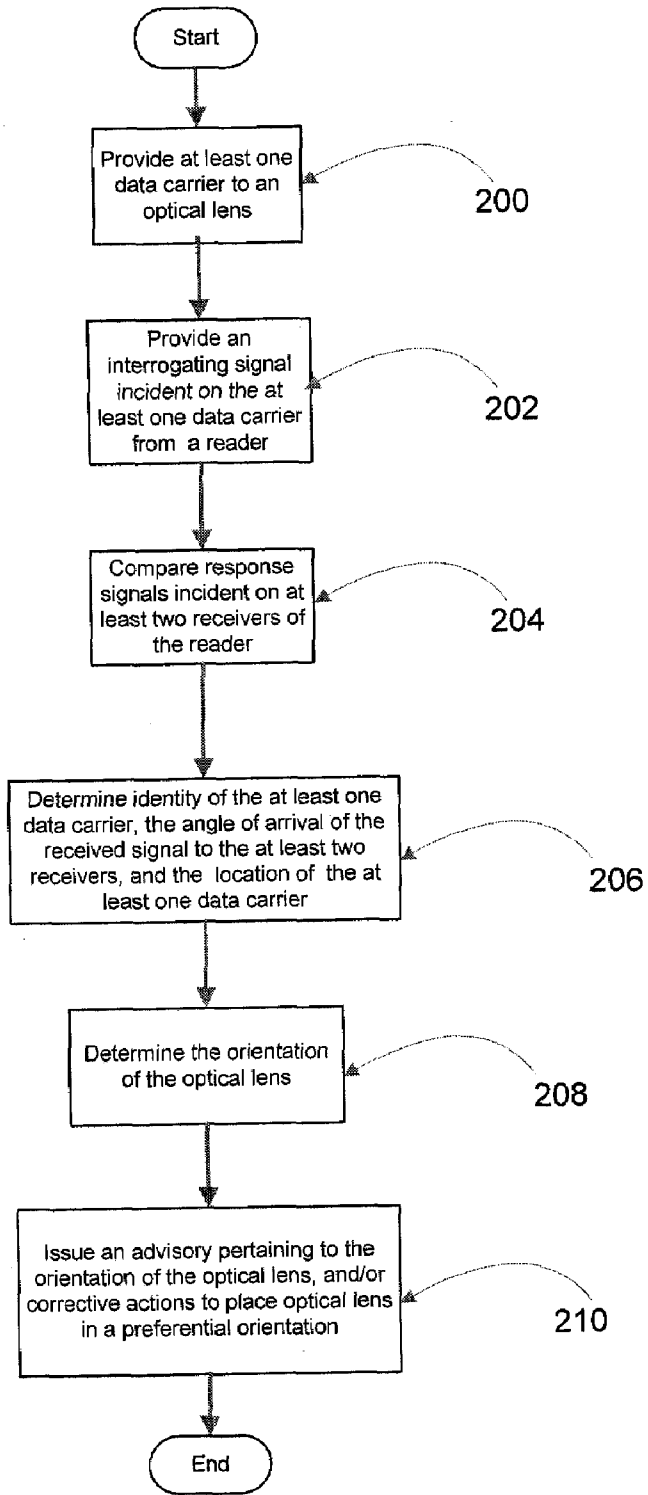 Start
Provide at least one
data carrier to an
optical lens
200
Provide an
interrogating signal
incident on the at
least one data carrier
from a reader
202
Compare response
signals incident on at
least two receivers of
the reader
204
Determine identity of the at least one
data carrier, the angle of arrival of the
received signal to the at least two
receivers, and the location of the at
least one data carrier
206
Determine the orientation
of the optical lens
208
Issue an advisory pertaining to the
orientation of the optical lens, and/or
corrective actions to place optical lens
in a preferential orientation
210
End